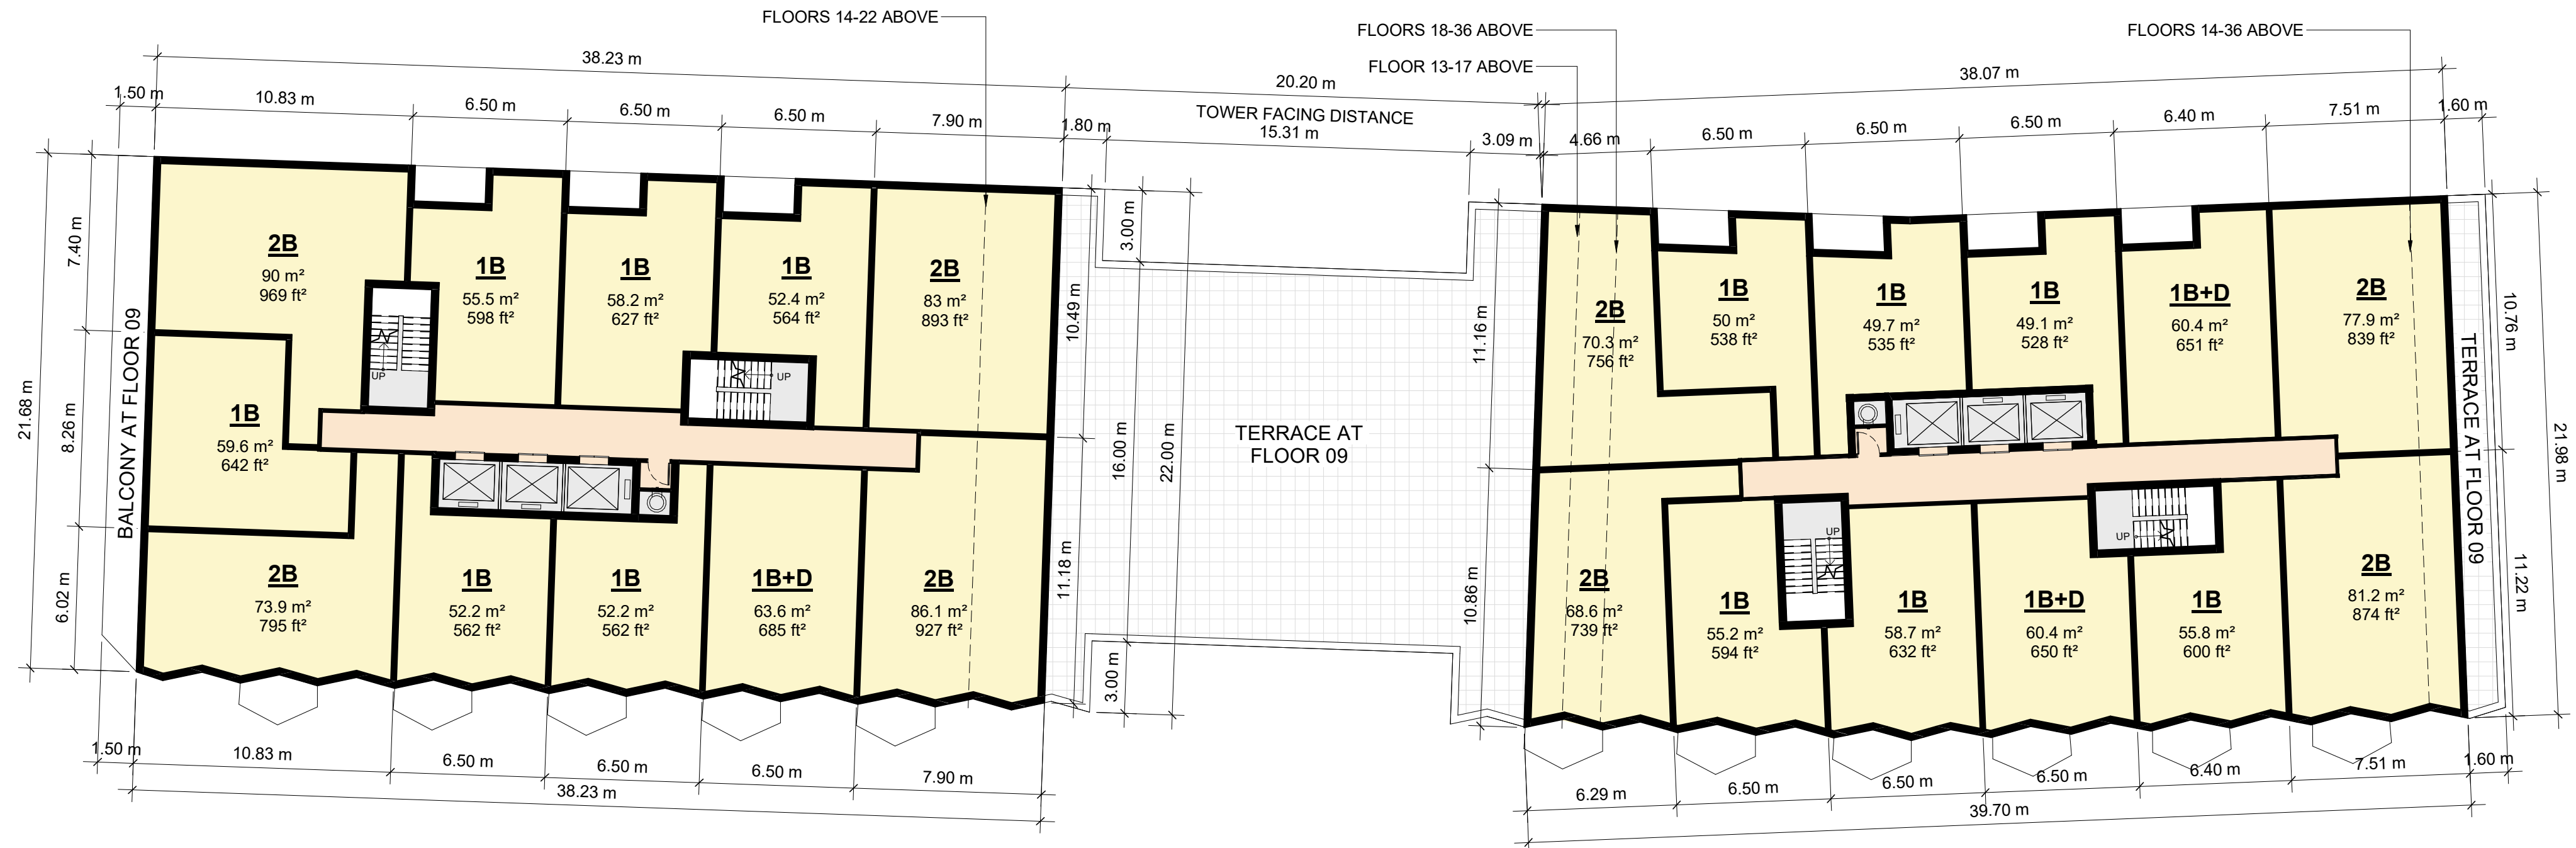 FLOORS 14-22 ABOVE
FLOORS 18-36 ABOVE
FLOORS 14-36 ABOVE
FLOOR 13-17 ABOVE
38.23 m
20.20 m
38.07 m
1.50 m
10.83 m
6.50 m
6.50 m
6.50 m
7.90 m
1.80 m
TOWER FACING DISTANCE
15.31 m
3.09 m
4.66 m
6.50 m
6.50 m
6.50 m
6.40 m
7.51 m
1.60 m
21.68 m
7.40 m
8.26 m
6.02 m
BALCONY AT FLOOR 09
2B
90 m²
969 ft²
1B
55.5 m²
598 ft²
1B
58.2 m²
627 ft²
1B
52.4 m²
564 ft²
2B
83 m²
893 ft²
UP
UP
1B
59.6 m²
642 ft²
2B
73.9 m²
795 ft²
1B
52.2 m²
562 ft²
1B
52.2 m²
562 ft²
1B+D
63.6 m²
685 ft²
2B
86.1 m²
927 ft²
10.49 m
11.18 m
3.00 m
16.00 m
3.00 m
22.00 m
TERRACE AT
FLOOR 09
11.16 m
10.86 m
2B
70.3 m²
756 ft²
1B
50 m²
538 ft²
1B
49.7 m²
535 ft²
1B
49.1 m²
528 ft²
1B+D
60.4 m²
651 ft²
2B
77.9 m²
839 ft²
UP
UP
2B
68.6 m²
739 ft²
1B
55.2 m²
594 ft²
1B
58.7 m²
632 ft²
1B+D
60.4 m²
650 ft²
1B
55.8 m²
600 ft²
2B
81.2 m²
874 ft²
TERRACE AT FLOOR 09
10.76 m
11.22 m
21.98 m
1.50 m
10.83 m
6.50 m
6.50 m
6.50 m
7.90 m
38.23 m
6.29 m
6.50 m
6.50 m
6.50 m
6.40 m
7.51 m
1.60 m
39.70 m